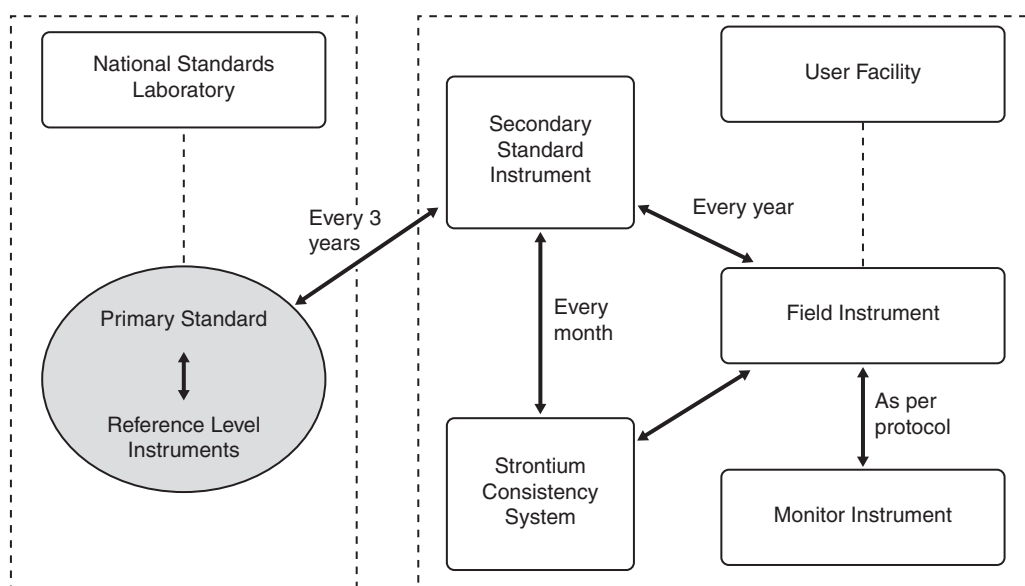 National Standards
Laboratory
Every 3
years
Primary Standard
Reference Level
Instruments
Secondary
Standard
Instrument
Every
month
Strontium
Consistency
System
User Facility
Every year
Field Instrument
As per
protocol
Monitor Instrument